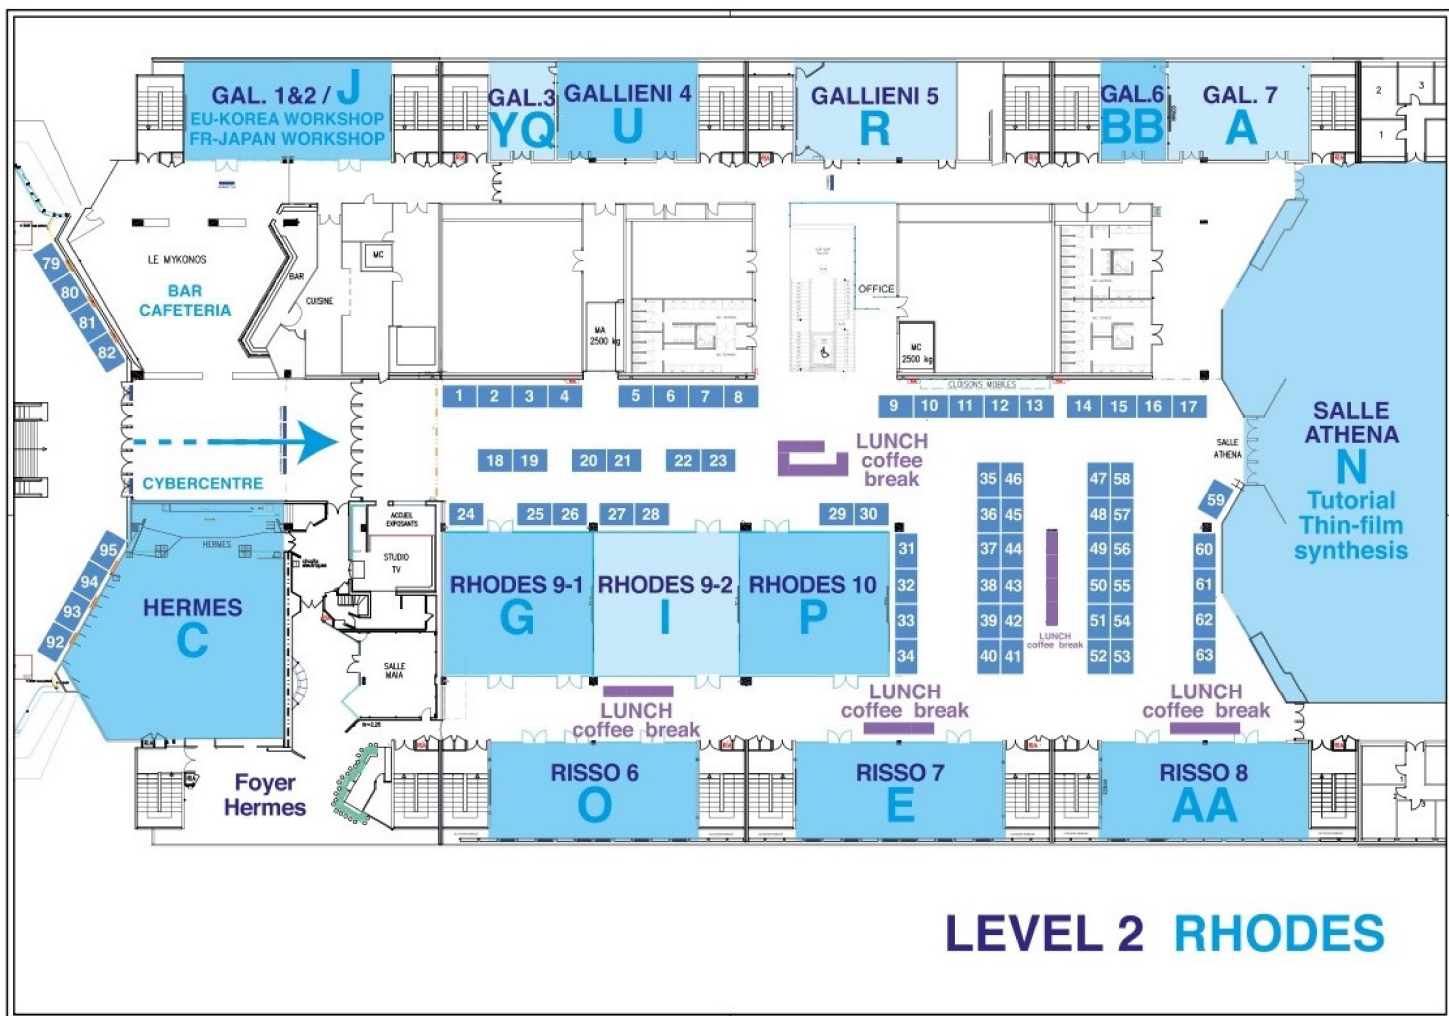 GAL. 1&2 / J
EU-KOREA WORKSHOP
FR-JAPAN WORKSHOP
GAL.3
YQ
GALLIENI 4
U
GALLIENI 5
R
GAL.6
BB
GAL. 7
A
2
3
1
79
80
81
82
LE MYKONOS
BAR
CAFETERIA
BAR
CUISINE
MC
MA
2500 kg
OFFICE
MC
2500 kg
CLOISONS MOBILES
1 2 3 4
5 6 7 8
9 10 11 12 13
14 15 16 17
18 19
20 21
22 23
LUNCH
coffee
break
SALLE
ATHENA
SALLE
ATHENA
N
Tutorial
Thin-film
synthesis
CYBERCENTRE
24
25 26
27 28
29 30
35 46
36 45
37 44
38 43
39 42
40 41
47 58
48 57
49 56
50 55
51 54
52 53
59
60
61
62
63
31
32
33
34
LUNCH
coffee break
ACCUEIL
EXPOSANTS
STUDIO
TV
HERMES
95
94
93
92
HERMES
C
RHODES 9-1
G
RHODES 9-2
I
RHODES 10
P
SALLE
MAIA
LUNCH
coffee break
LUNCH
coffee break
LUNCH
coffee break
Foyer
Hermes
RISSO 6
O
RISSO 7
E
RISSO 8
AA
LEVEL 2 RHODES